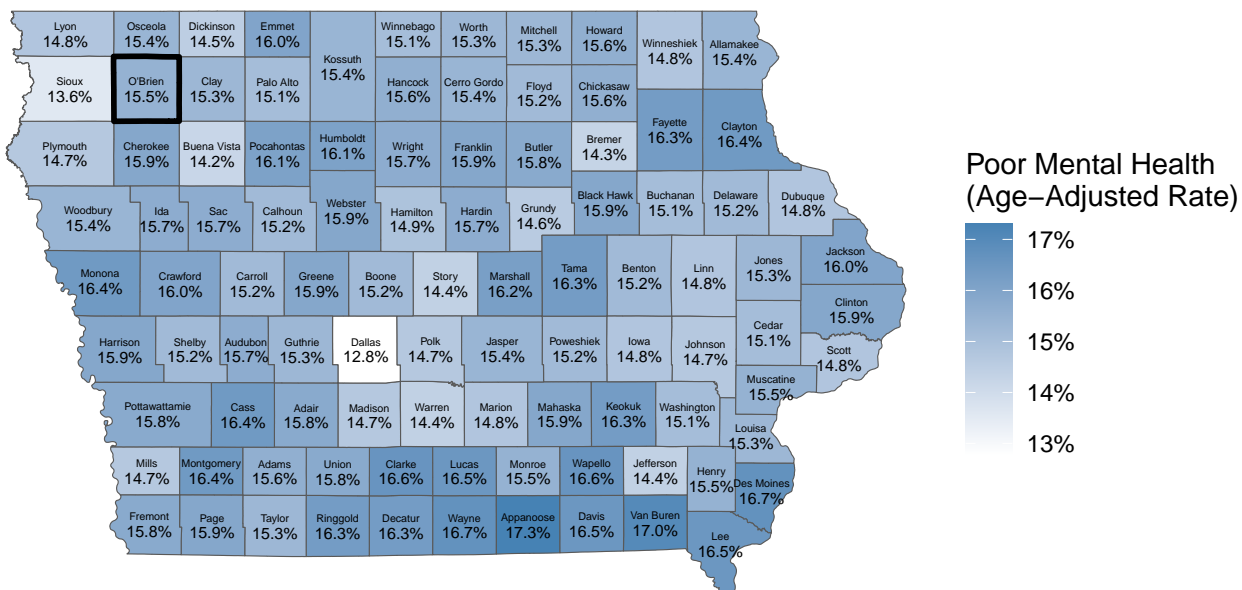 Lyon
14.8%
Osceola
15.4%
Dickinson
14.5%
Emmet
16.0%
Kossuth
15.4%
Winnebago
15.1%
Worth
15.3%
Mitchell
15.3%
Howard
15.6%
Winneshiek
14.8%
Allamakee
15.4%
Sioux
13.6%
O'Brien
15.5%
Clay
15.3%
Palo Alto
15.1%
Hancock
15.6%
Cerro Gordo
15.4%
Floyd
15.2%
Chickasaw
15.6%
Fayette
16.3%
Clayton
16.4%
Plymouth
14.7%
Cherokee
15.9%
Buena Vista
14.2%
Pocahontas
16.1%
Humboldt
16.1%
Wright
15.7%
Franklin
15.9%
Butler
15.8%
Bremer
14.3%
Woodbury
15.4%
Ida
15.7%
Sac
15.7%
Calhoun
15.2%
Webster
15.9%
Hamilton
14.9%
Hardin
15.7%
Grundy
14.6%
Black Hawk
15.9%
Buchanan
15.1%
Delaware
15.2%
Dubuque
14.8%
Monona
16.4%
Crawford
16.0%
Carroll
15.2%
Greene
15.9%
Boone
15.2%
Story
14.4%
Marshall
16.2%
Tama
16.3%
Benton
15.2%
Linn
14.8%
Jones
15.3%
Jackson
16.0%
Clinton
15.9%
Harrison
15.9%
Shelby
15.2%
Audubon
15.7%
Guthrie
15.3%
Dallas
12.8%
Polk
14.7%
Jasper
15.4%
Poweshiek
15.2%
Iowa
14.8%
Johnson
14.7%
Cedar
15.1%
Scott
14.8%
Muscatine
15.5%
Pottawattamie
15.8%
Cass
16.4%
Adair
15.8%
Madison
14.7%
Warren
14.4%
Marion
14.8%
Mahaska
15.9%
Keokuk
16.3%
Washington
15.1%
Louisa
15.3%
Mills
14.7%
Montgomery
16.4%
Adams
15.6%
Union
15.8%
Clarke
16.6%
Lucas
16.5%
Monroe
15.5%
Wapello
16.6%
Jefferson
14.4%
Henry
15.5%
Des Moines
16.7%
Fremont
15.8%
Page
15.9%
Taylor
15.3%
Ringgold
16.3%
Decatur
16.3%
Wayne
16.7%
Appanoose
17.3%
Davis
16.5%
Van Buren
17.0%
Lee
16.5%
Poor Mental Health
(Age−Adjusted Rate)
17%
16%
15%
14%
13%